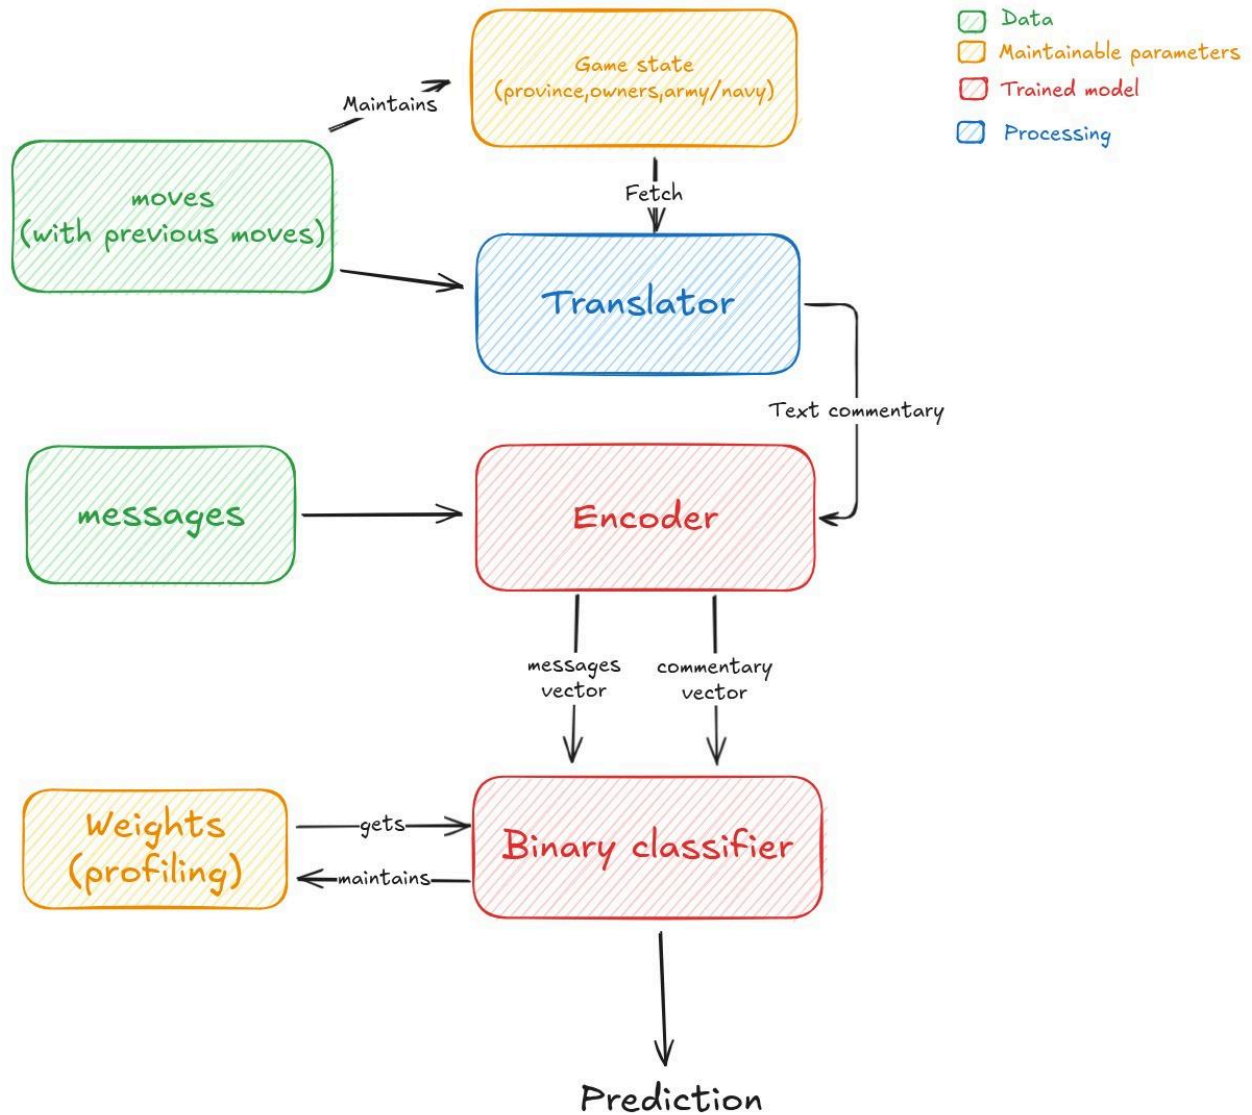 Game state
(province,owners,army/navy)
Data
Maintainable parameters
Trained model
Processing
Maintains
moves
(with previous moves)
Fetch
Translator
Text commentary
messages
Encoder
messages
vector
commentary
vector
Weights
(profiling)
gets
maintains
Binary classifier
Prediction